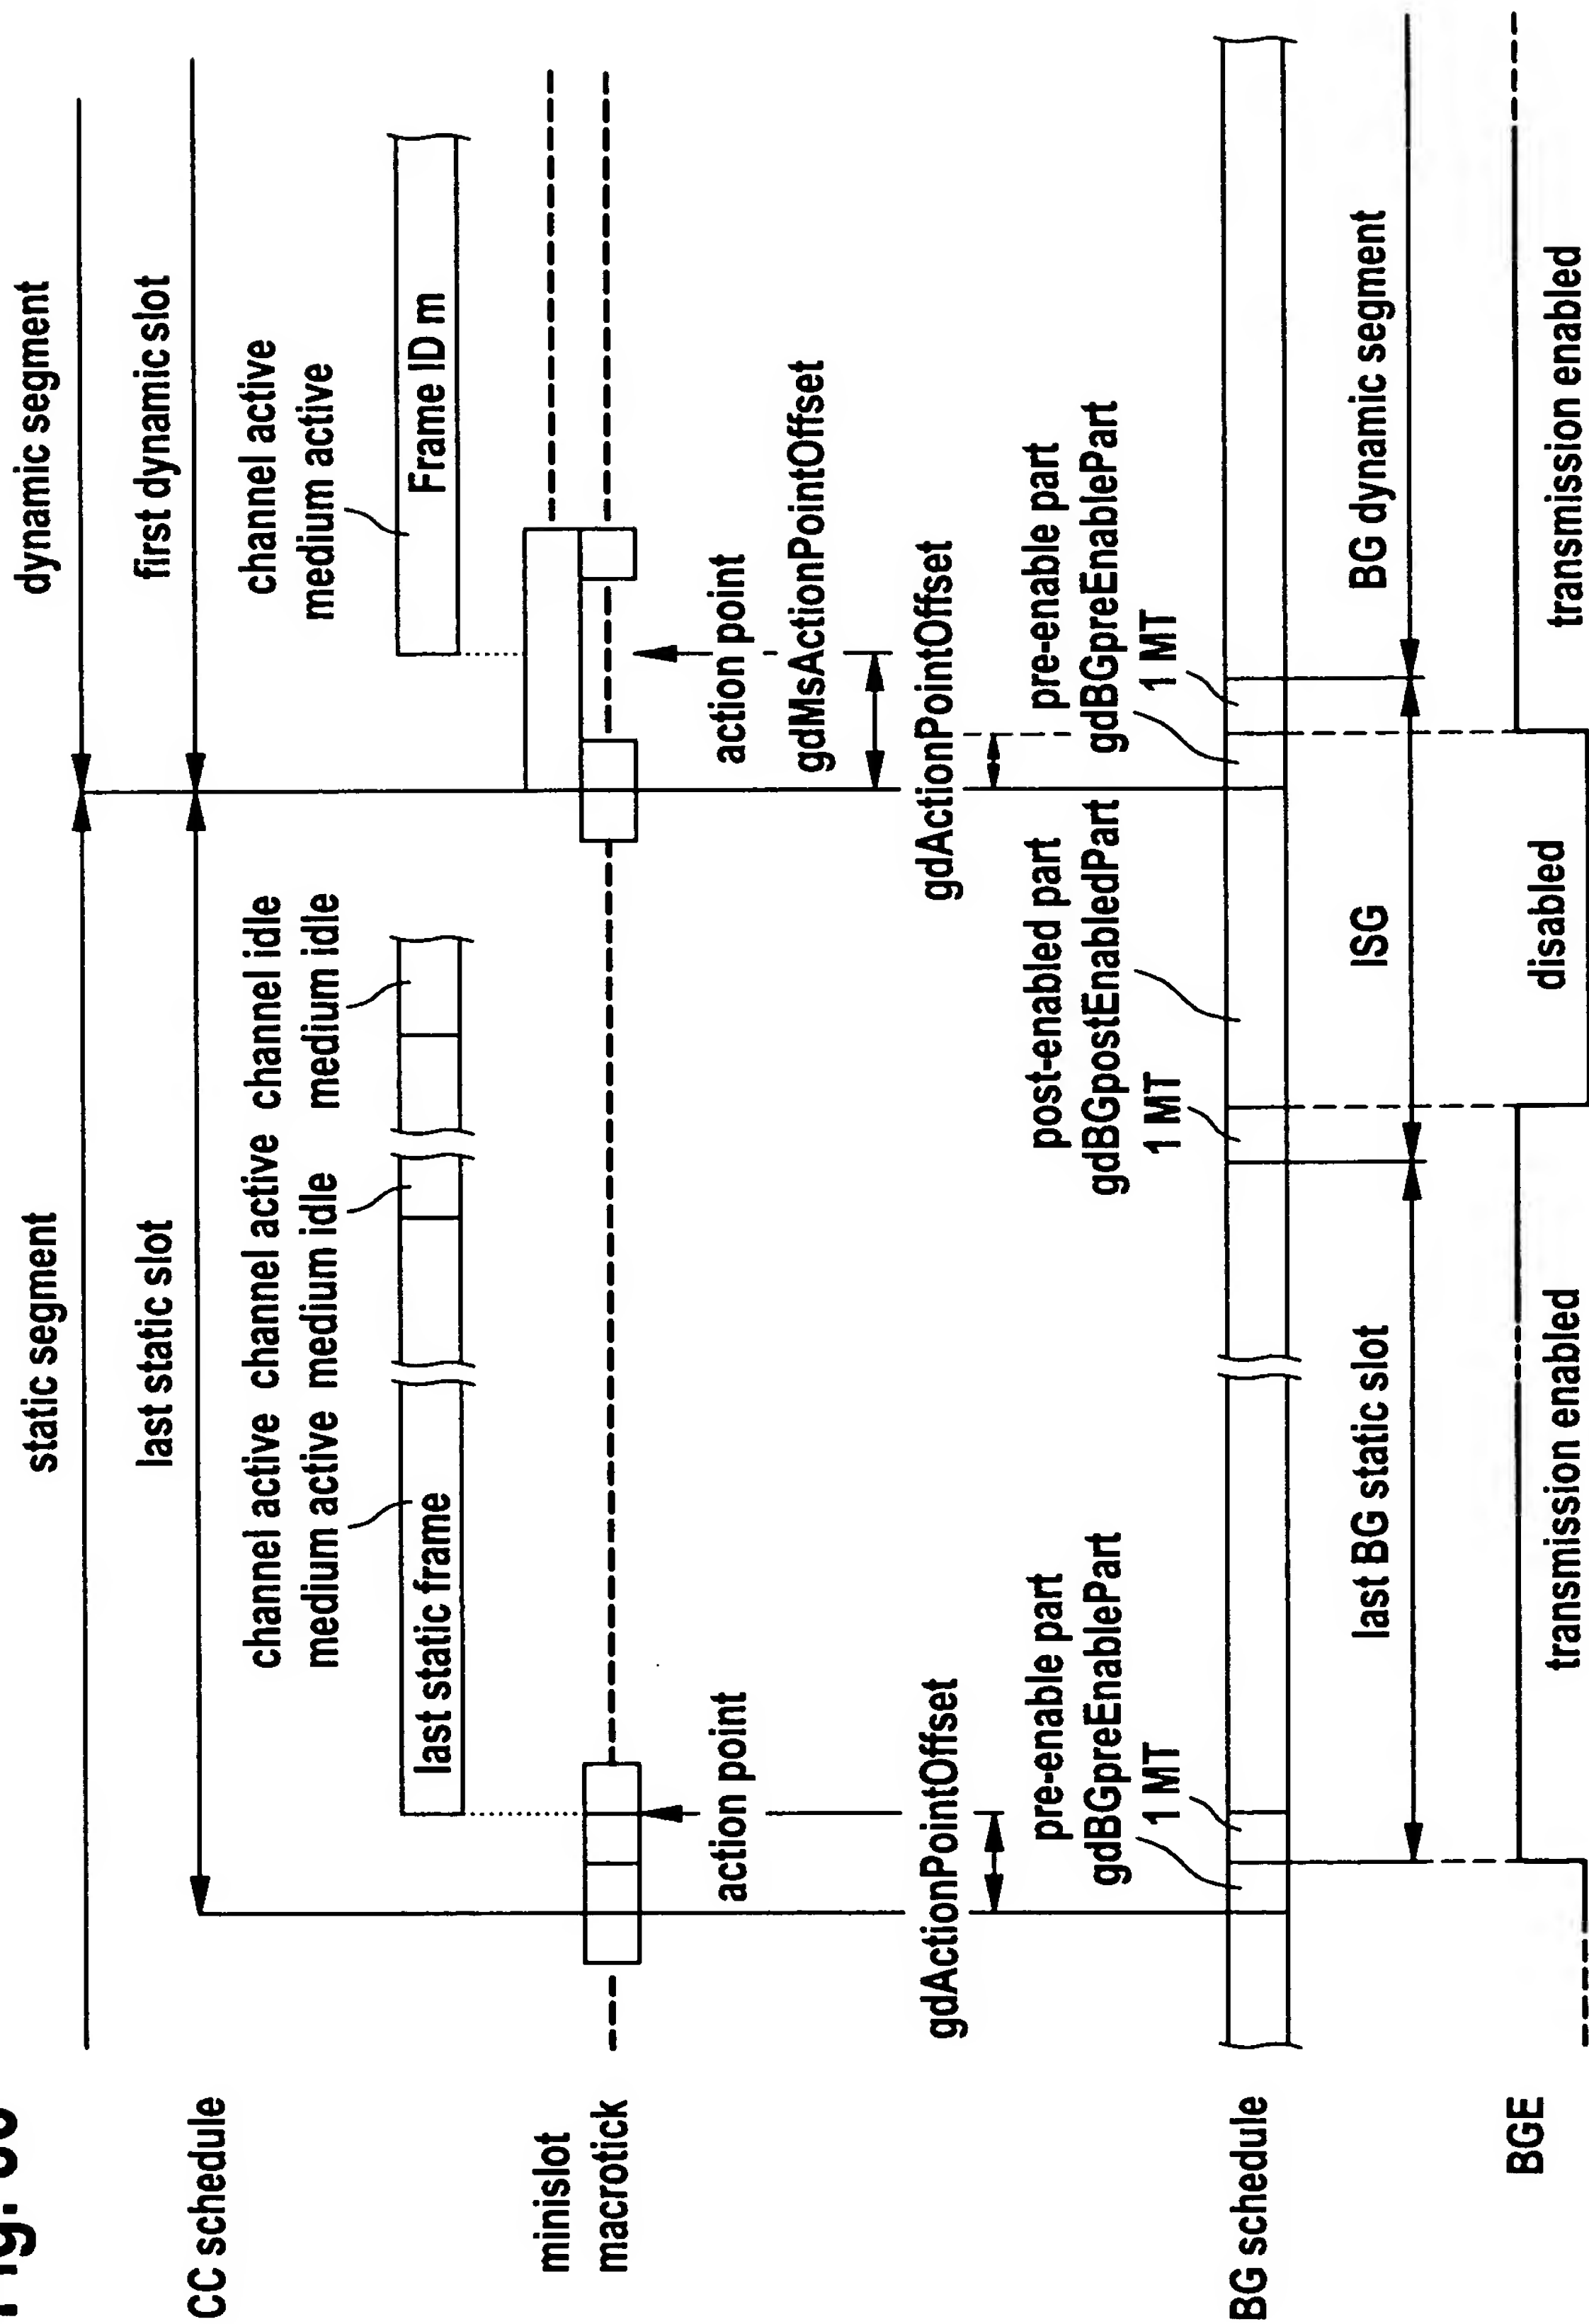 CC schedule
static segment
dynamic segment
last static slot
first dynamic slot
channel active
medium active
channel active
medium idle
channel idle
medium idle
channel active
medium active
last static frame
Frame ID m
minislot
macrotick
action point
action point
gdMsActionPointOffset
gdActionPointOffset
gdActionPointOffset
pre-enable part
gdBGpreEnablePart
1 MT
post-enabled part
gdBGpostEnabledPart
1 MT
pre-enable part
gdBGpreEnablePart
1 MT
BG schedule
last BG static slot
ISG
BG dynamic segment
BGE
transmission enabled
disabled
transmission enabled